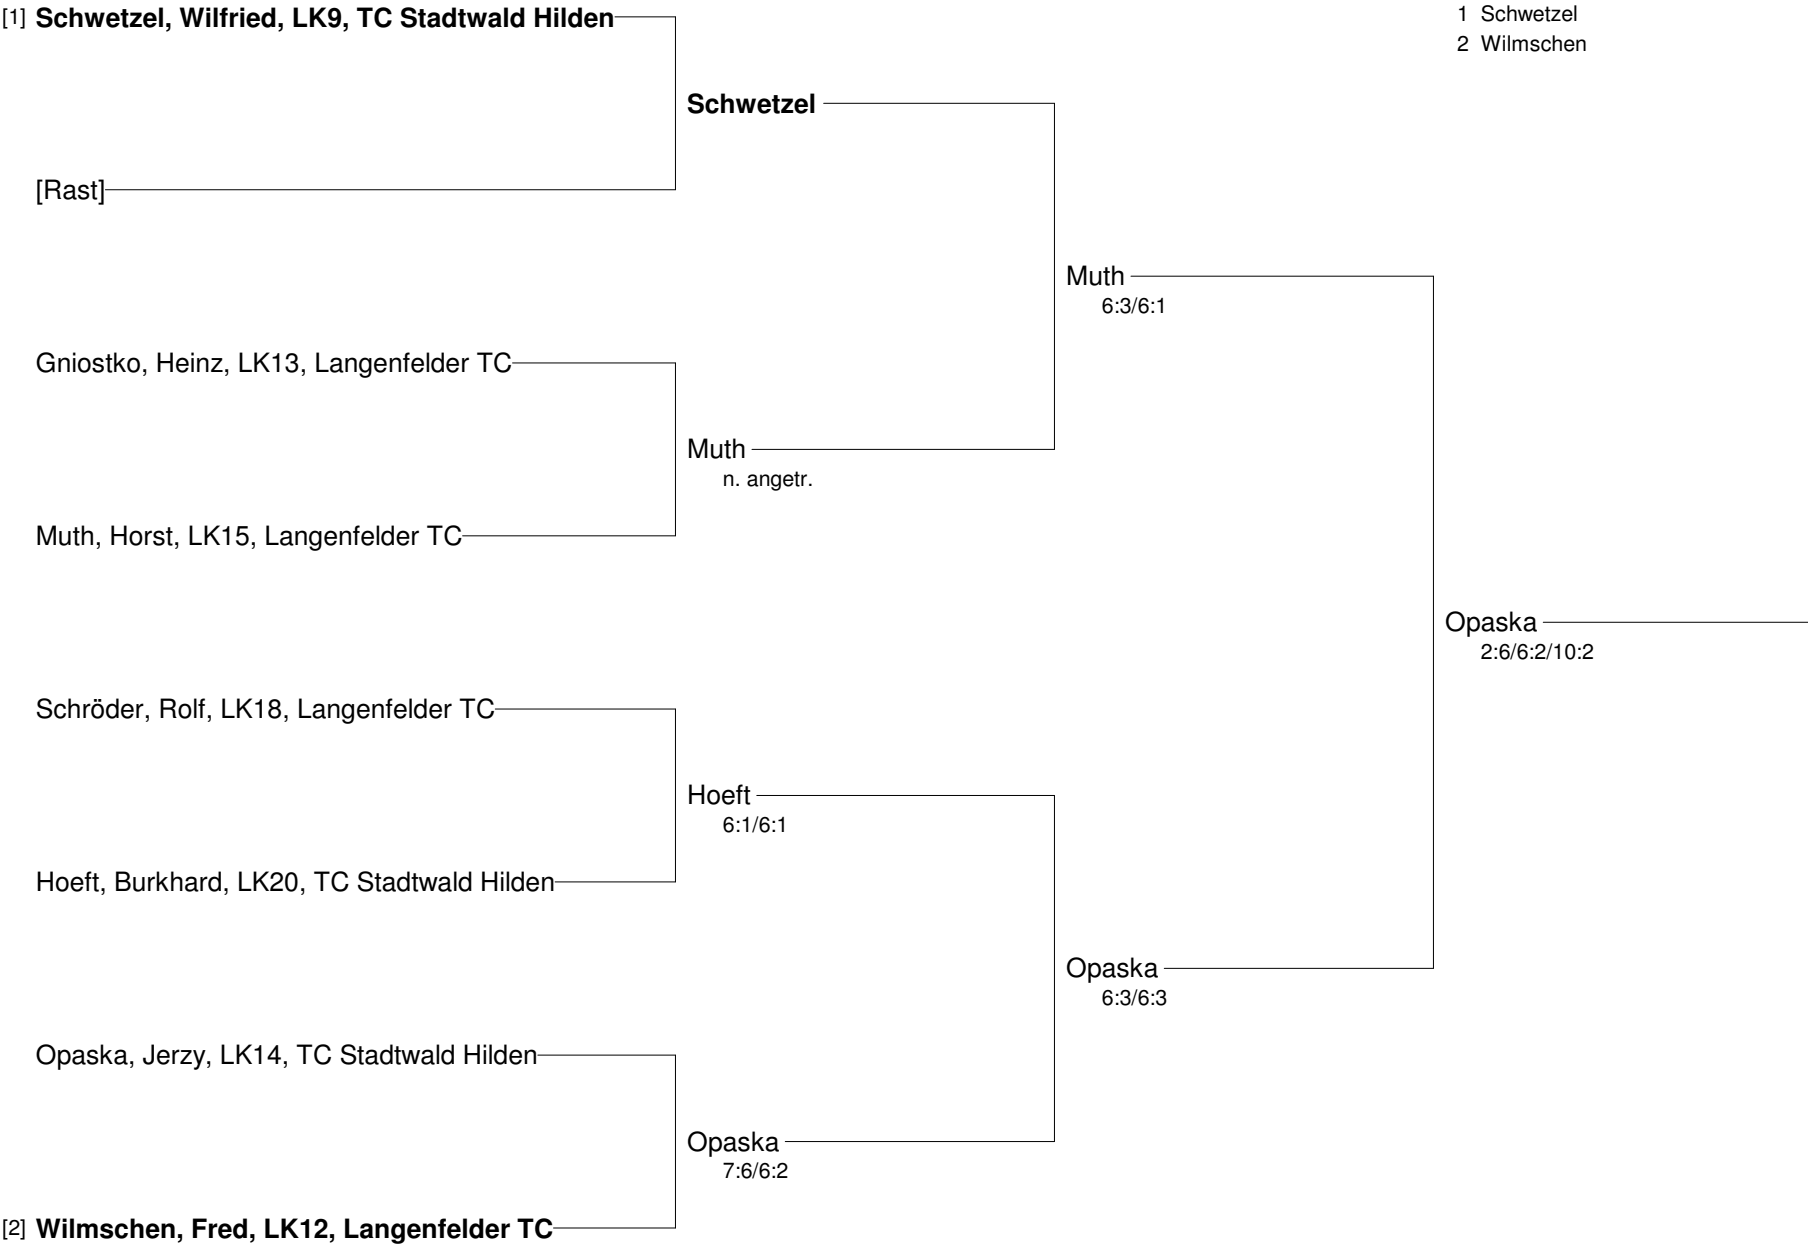 [1] Schwetzel, Wilfried, LK9, TC Stadtwald Hilden
1 Schwetzel
2 Wilmschen
Schwetzel
[Rast]
Muth
6:3/6:1
Gniostko, Heinz, LK13, Langenfelder TC
Muth
n. angetr.
Muth, Horst, LK15, Langenfelder TC
Opaska
2:6/6:2/10:2
Schröder, Rolf, LK18, Langenfelder TC
Hoeft
6:1/6:1
Hoeft, Burkhard, LK20, TC Stadtwald Hilden
Opaska
6:3/6:3
Opaska, Jerzy, LK14, TC Stadtwald Hilden
Opaska
7:6/6:2
[2] Wilmschen, Fred, LK12, Langenfelder TC